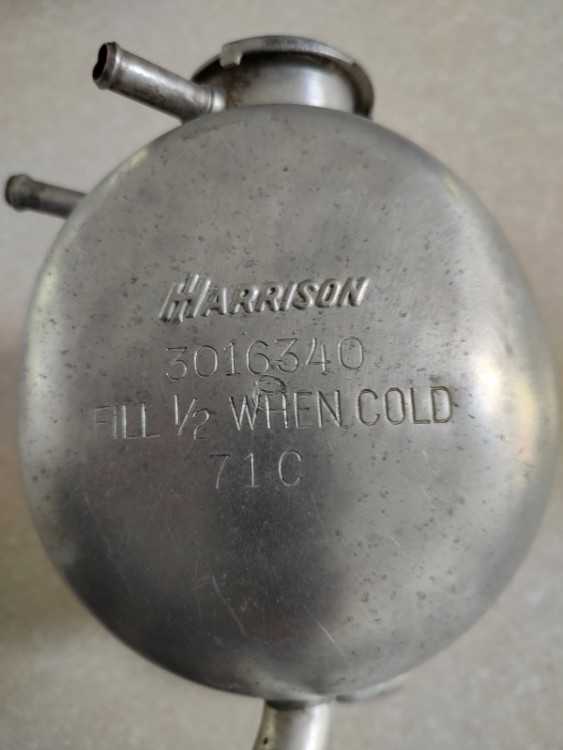 HARRISON
3016340
FILL 1/2 WHEN COLD
71C